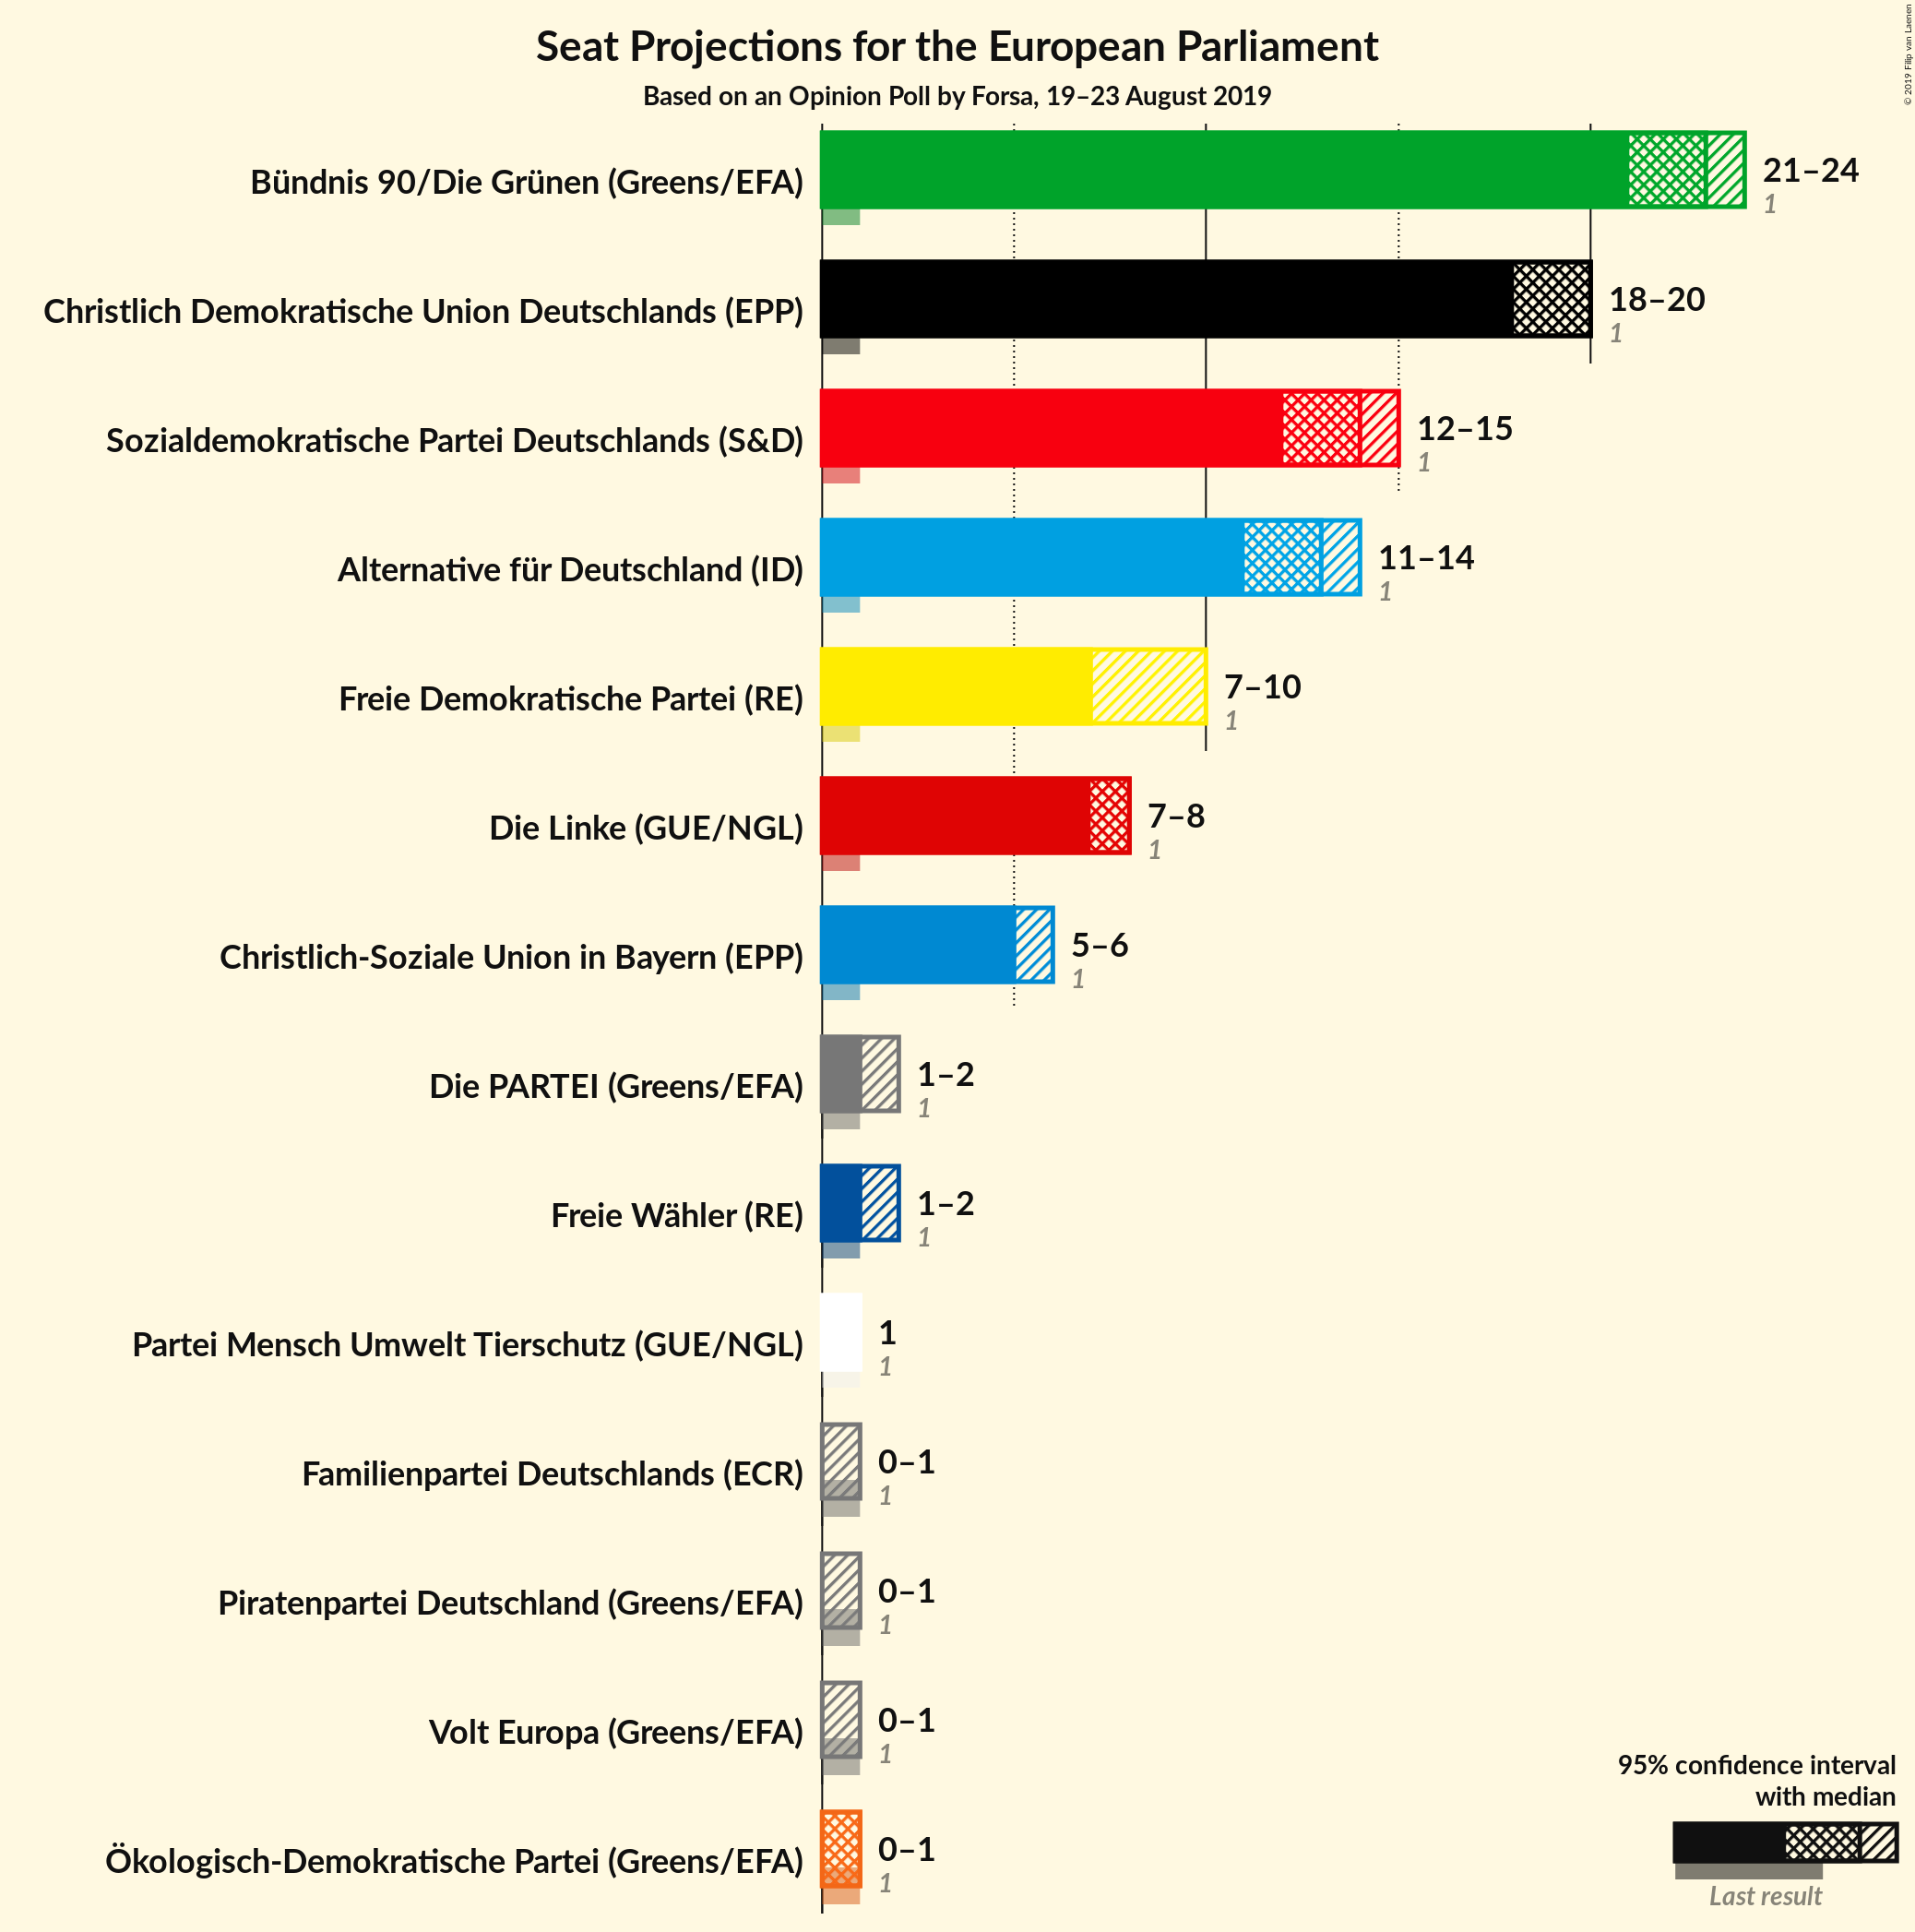 Seat Projections for the European Parliament
Based on an Opinion Poll by Forsa, 19–23 August 2019
© 2019 Filip van Laenen
Bündnis 90/Die Grünen (Greens/EFA)
21–24
1
Christlich Demokratische Union Deutschlands (EPP)
18–20
1
Sozialdemokratische Partei Deutschlands (S&D)
12–15
1
Alternative für Deutschland (ID)
11–14
1
Freie Demokratische Partei (RE)
7–10
1
Die Linke (GUE/NGL)
7–8
1
Christlich-Soziale Union in Bayern (EPP)
5–6
1
Die PARTEI (Greens/EFA)
1–2
1
Freie Wähler (RE)
1–2
1
Partei Mensch Umwelt Tierschutz (GUE/NGL)
1
1
Familienpartei Deutschlands (ECR)
0–1
1
Piratenpartei Deutschland (Greens/EFA)
0–1
1
Volt Europa (Greens/EFA)
0–1
1
Ökologisch-Demokratische Partei (Greens/EFA)
0–1
1
95% confidence interval
with median
Last result